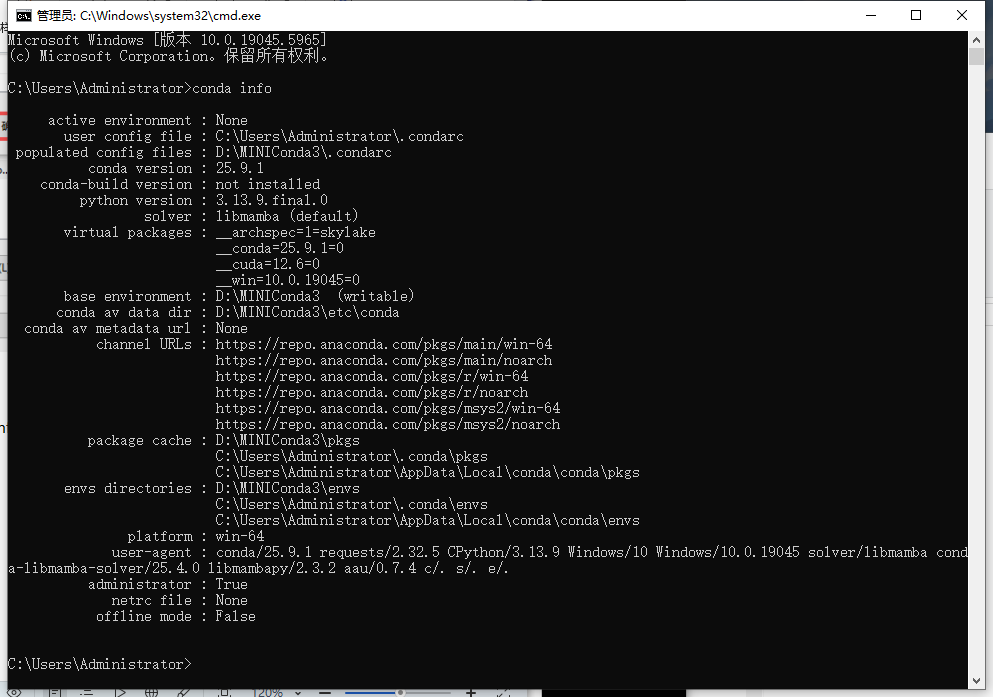 管理员: C:\Windows\system32\cmd.exe
Microsoft Windows [版本 10.0.19045.5965]
(c) Microsoft Corporation。保留所有权利。
C:\Users\Administrator>conda info
active environment : None
user config file : C:\Users\Administrator\.condarc
populated config files : D:\MINIConda3\.condarc
conda version : 25.9.1
conda-build version : not installed
python version : 3.13.9.final.0
solver : libmamba (default)
virtual packages : __archspec=1=skylake
__conda=25.9.1=0
__cuda=12.6=0
__win=10.0.19045=0
base environment : D:\MINIConda3  (writable)
conda av data dir : D:\MINIConda3\etc\conda
conda av metadata url : None
channel URLs : https://repo.anaconda.com/pkgs/main/win-64
https://repo.anaconda.com/pkgs/main/noarch
https://repo.anaconda.com/pkgs/r/win-64
https://repo.anaconda.com/pkgs/r/noarch
https://repo.anaconda.com/pkgs/msys2/win-64
https://repo.anaconda.com/pkgs/msys2/noarch
package cache : D:\MINIConda3\pkgs
C:\Users\Administrator\.conda\pkgs
C:\Users\Administrator\AppData\Local\conda\conda\pkgs
envs directories : D:\MINIConda3\envs
C:\Users\Administrator\.conda\envs
C:\Users\Administrator\AppData\Local\conda\conda\envs
platform : win-64
user-agent : conda/25.9.1 requests/2.32.5 CPython/3.13.9 Windows/10 Windows/10.0.19045 solver/libmamba cond
a-libmamba-solver/25.4.0 libmambapy/2.3.2 aau/0.7.4 c/. s/. e/.
administrator : True
netrc file : None
offline mode : False
C:\Users\Administrator>
120%